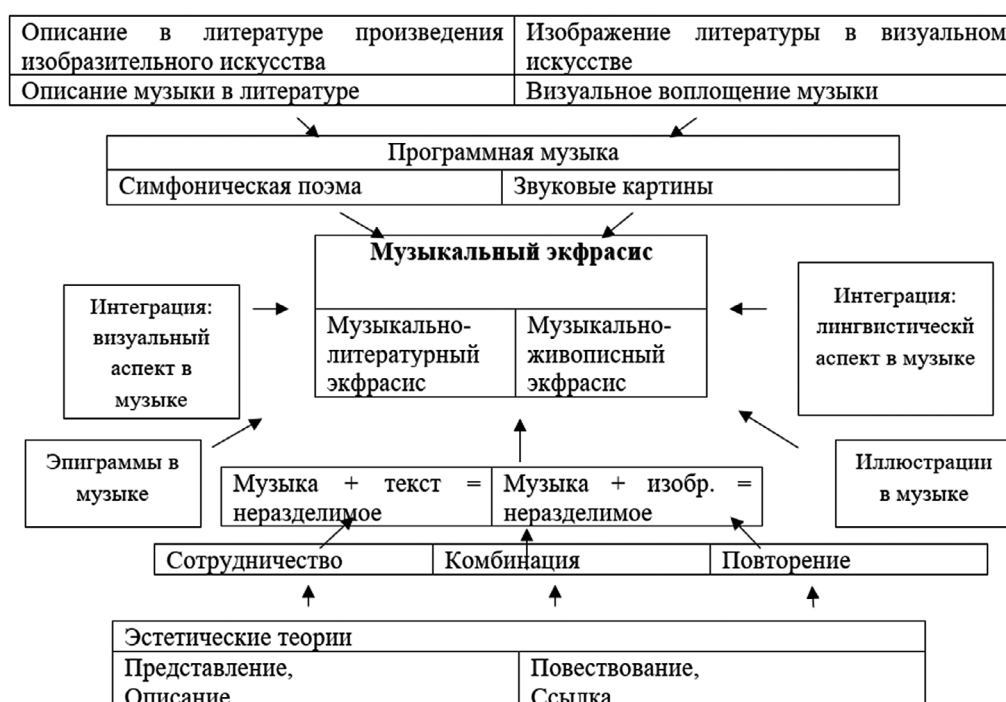 Описание в литературе произведения
изобразительного искусства
Изображение литературы в визуальном
искусстве
Описание музыки в литературе
Визуальное воплощение музыки
Программная музыка
Симфоническая поэма
Звуковые картины
Музыкальный экфрасис
Музыкально-
литературный
экфрасис
Музыкально-
живописный
экфрасис
Интеграция:
визуальный
аспект в
музыке
Интеграция:
лингвистическй
аспект в музыке
Эпиграммы в
музыке
Иллюстрации
в музыке
Музыка + текст =
неразделимое
Музыка + изобр. =
неразделимое
Сотрудничество
Комбинация
Повторение
Эстетические теории
Представление,
Описание
Повествование,
Ссылка